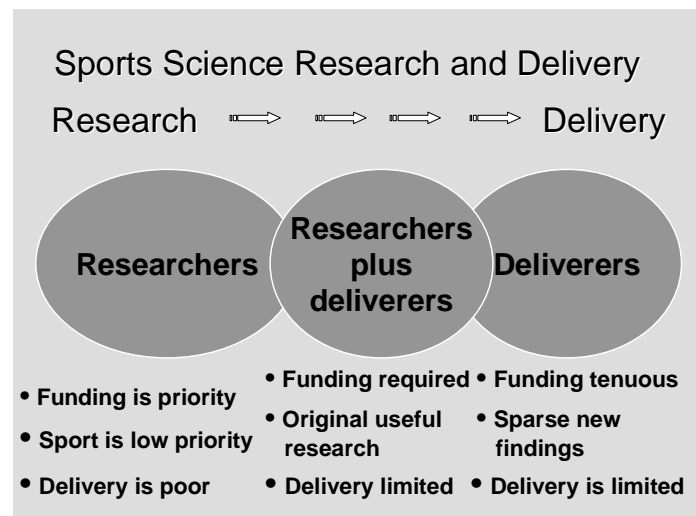 Sports Science Research and Delivery
Research Delivery
Researchers
Researchers
plus
deliverers
Deliverers
• Funding is priority
• Sport is low priority
• Delivery is poor
• Funding required
• Original useful
research
• Delivery limited
• Funding tenuous
• Sparse new
findings
• Delivery is limited